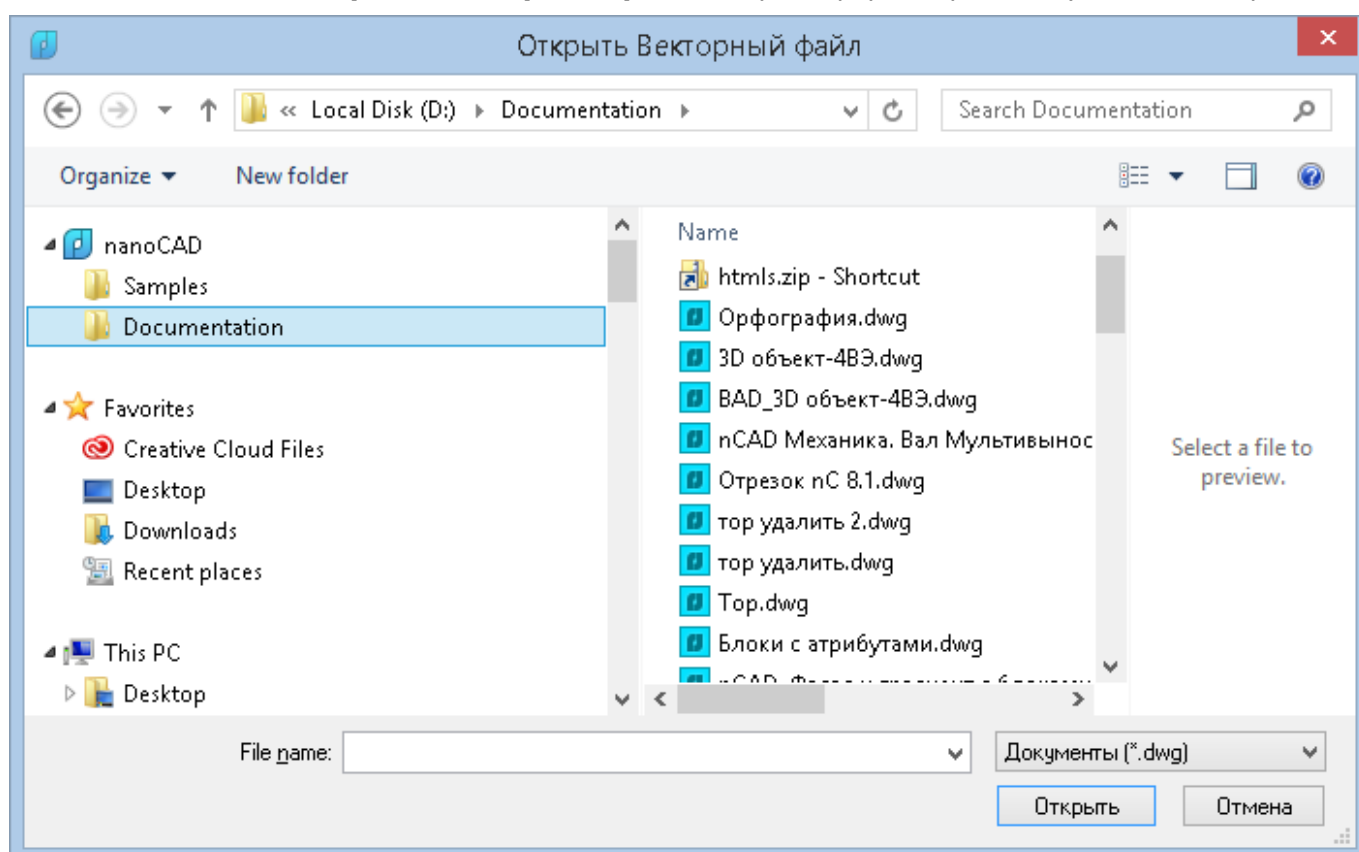 Открыть Векторный файл
« Local Disk (D:) Documentation
Search Documentation
Organize
New folder
nanoCAD
Samples
Documentation
Favorites
Creative Cloud Files
Desktop
Downloads
Recent places
This PC
Desktop
Name
htmls.zip - Shortcut
Орфография.dwg
3D объект-4ВЭ.dwg
BAD_3D объект-4ВЭ.dwg
nCAD Механика. Вал Мультивынос
Отрезок nC 8.1.dwg
тор удалить 2.dwg
тор удалить.dwg
Тор.dwg
Блоки с атрибутами.dwg
Select a file to
preview.
File name:
Документы (*.dwg)
Открыть
Отмена